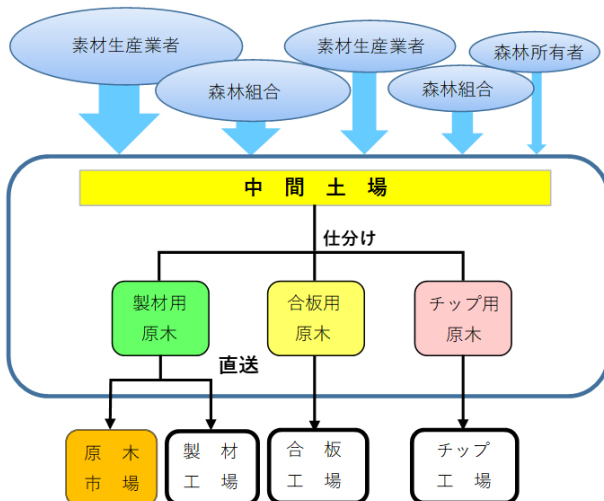 素材生産業者
素材生産業者
森林所有者
森林組合
森林組合
中間土場
仕分け
製材用
原木
合板用
原木
チップ用
原木
直送
原木
市場
製材
工場
合板
工場
チップ
工場